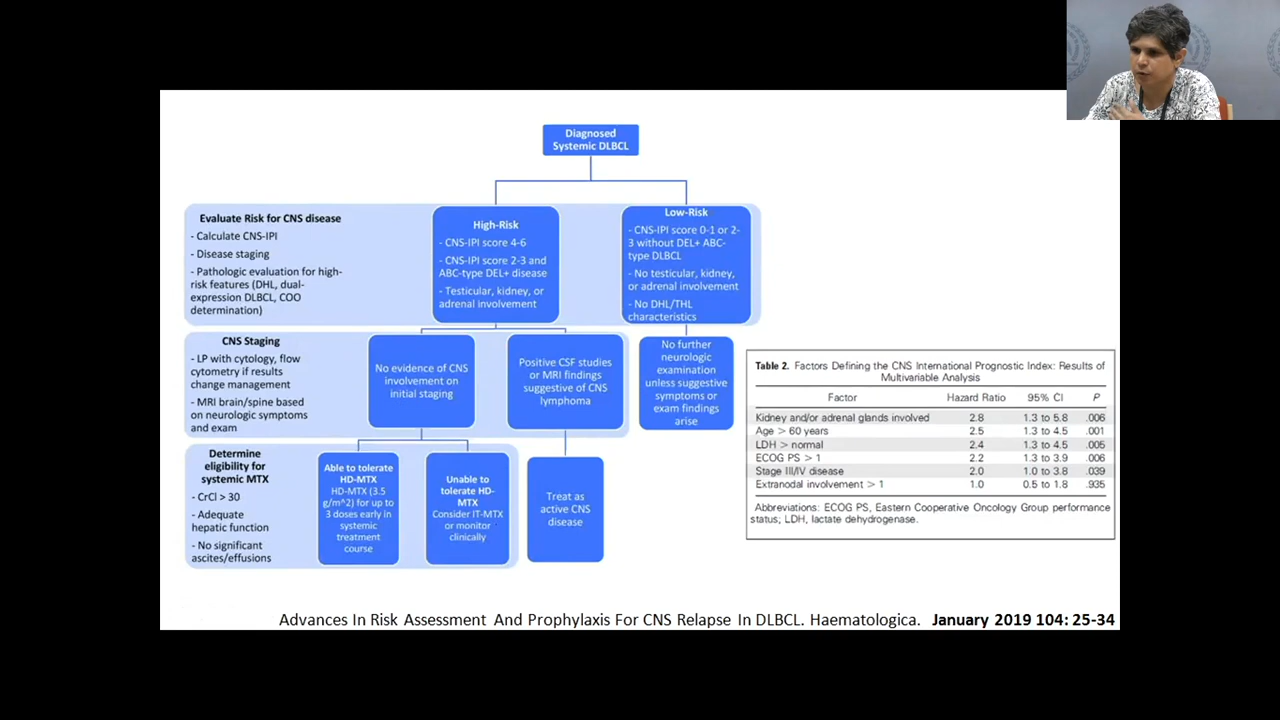 Diagnosed
Systemic DLBCL
Evaluate Risk for CNS disease
- Calculate CNS-IPI
- Disease staging
- Pathologic evaluation for high-
risk features (DHL, dual-
expression DLBCL, COO
determination)
High-Risk
- CNS-IPI score 4-6
- CNS-IPI score 2-3 and
ABC-type DEL+ disease
- Testicular, kidney, or
adrenal involvement
Low-Risk
- CNS-IPI score 0-1 or 2-
3 without DEL+ ABC-
type DLBCL
- No testicular, kidney,
or adrenal involvement
- No DHL/THL
characteristics
CNS Staging
- LP with cytology, flow
cytometry if results
change management
- MRI brain/spine based
on neurologic symptoms
and exam
No evidence of CNS
involvement on
initial staging
Positive CSF studies
or MRI findings
suggestive of CNS
lymphoma
No further
neurologic
examination
unless suggestive
symptoms or
exam findings
arise
Determine
eligibility for
systemic MTX
- CrCl > 30
- Adequate
hepatic function
- No significant
ascites/effusions
Able to tolerate
HD-MTX
HD-MTX (3.5
g/m^2) for up to
3 doses early in
systemic
treatment
course
Unable to
tolerate HD-
MTX
Consider IT-MTX
or monitor
clinically
Treat as
active CNS
disease
Table 2. Factors Defining the CNS International Prognostic Index: Results of
Multivariable Analysis
Factor Hazard Ratio 95% CI P
Kidney and/or adrenal glands involved 2.8 1.3 to 5.8 .006
Age > 60 years 2.5 1.3 to 4.5 .001
LDH > normal 2.4 1.3 to 4.5 .005
ECOG PS > 1 2.2 1.3 to 3.9 .006
Stage III/IV disease 2.0 1.0 to 3.8 .039
Extranodal involvement > 1 1.0 0.5 to 1.8 .935
Abbreviations: ECOG PS, Eastern Cooperative Oncology Group performance
status; LDH, lactate dehydrogenase.
Advances In Risk Assessment And Prophylaxis For CNS Relapse In DLBCL. Haematologica. January 2019 104: 25-34